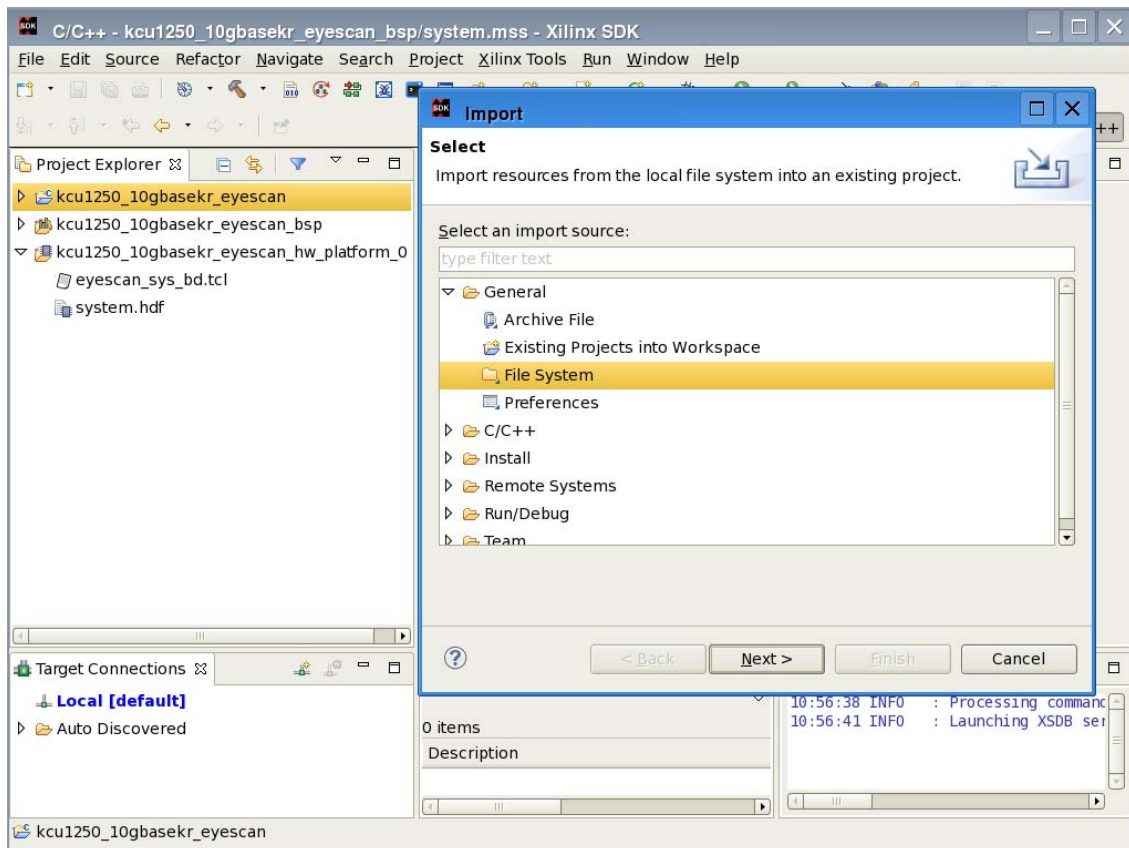 SDK C/C++ - kcu1250_10gbasekr_eyescan_bsp/system.mss - Xilinx SDK
File Edit Source Refactor Navigate Search Project Xilinx Tools Run Window Help
SDK Import
++
Select
Import resources from the local file system into an existing project.
Project Explorer
kcu1250_10gbasekr_eyescan
kcu1250_10gbasekr_eyescan_bsp
kcu1250_10gbasekr_eyescan_hw_platform_0
eyescan_sys_bd.tcl
system.hdf
Select an import source:
type filter text
General
Archive File
Existing Projects into Workspace
File System
Preferences
C/C++
Install
Remote Systems
Run/Debug
Team
? < Back Next > Finish Cancel
Target Connections
Local [default]
Auto Discovered
0 items
Description
10:56:38 INFO : Processing command
10:56:41 INFO : Launching XSDB ser
kcu1250_10gbasekr_eyescan